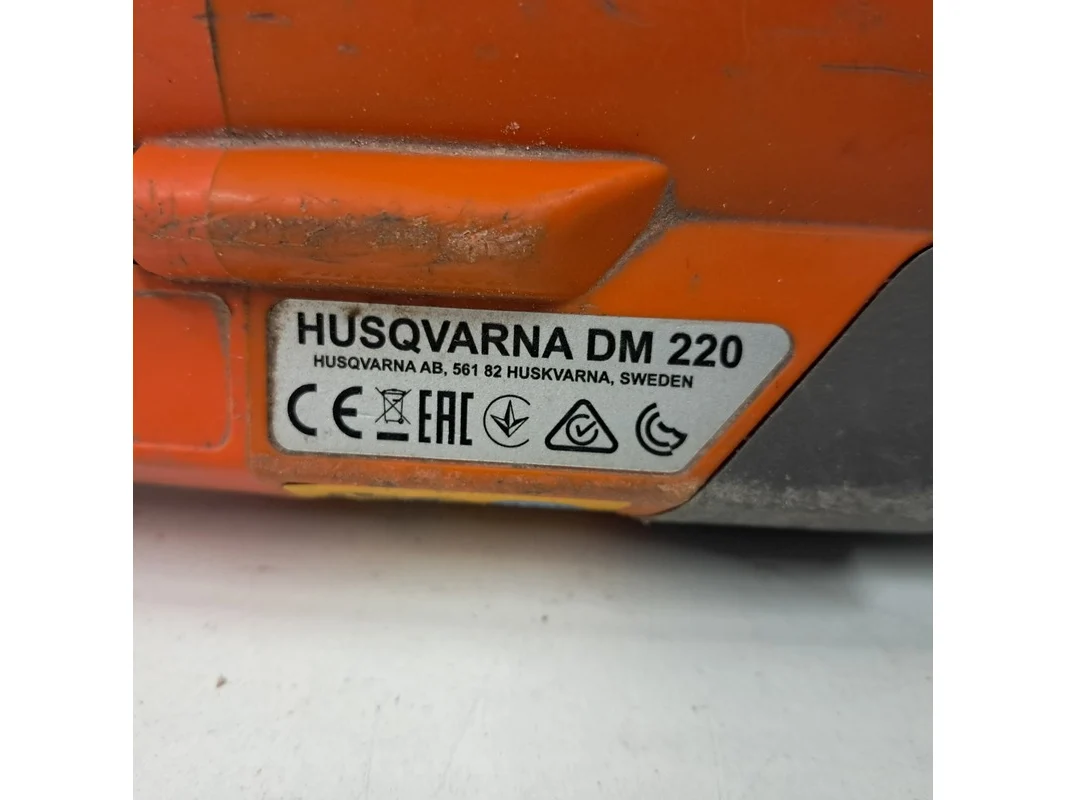 HUSQVARNA DM 220
HUSQVARNA AB, 561 82 HUSKVARNA, SWEDEN
CE EAC